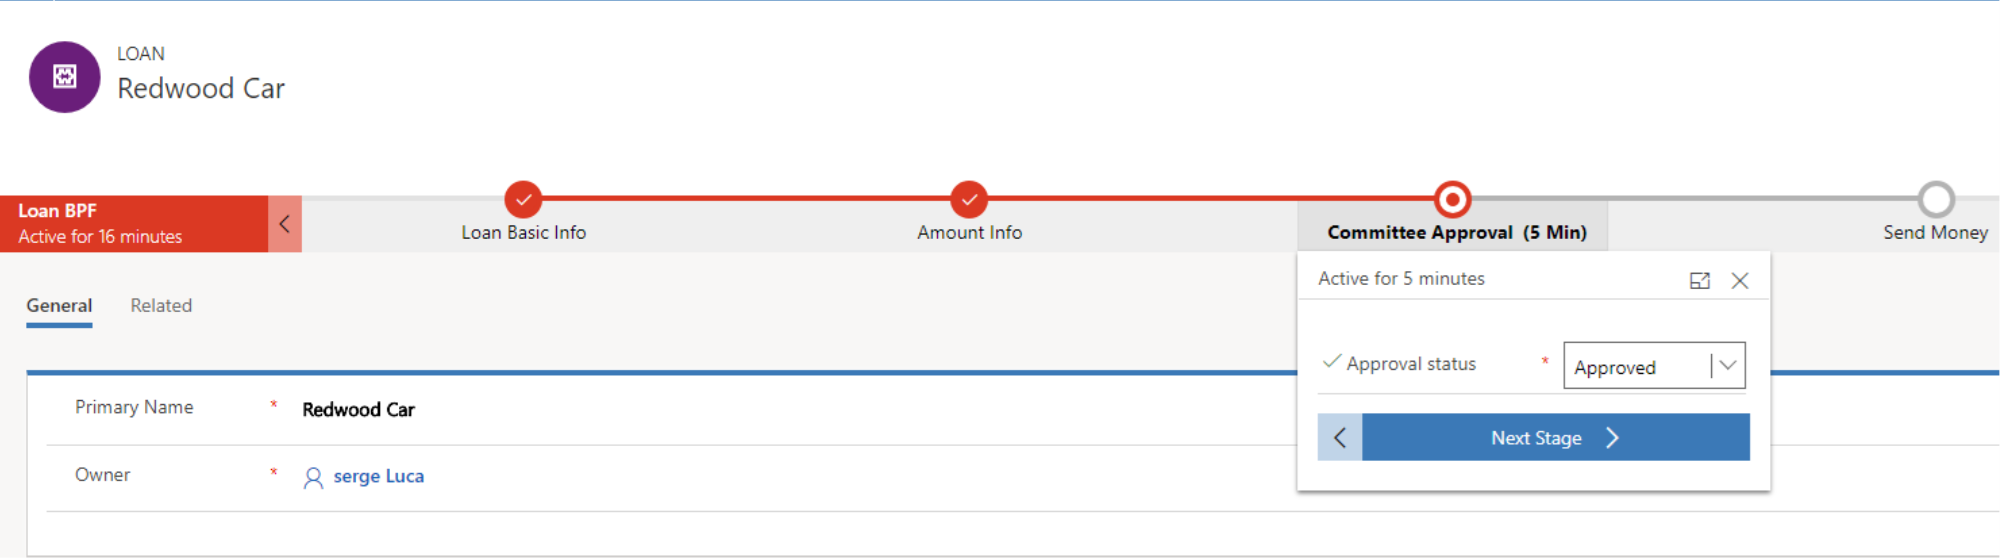 LOAN
Redwood Car
Loan BPF
Active for 16 minutes
Loan Basic Info
Amount Info
Committee Approval (5 Min)
Send Money
Active for 5 minutes
General
Related
Approval status * Approved
Primary Name * Redwood Car
Next Stage
Owner * serge Luca